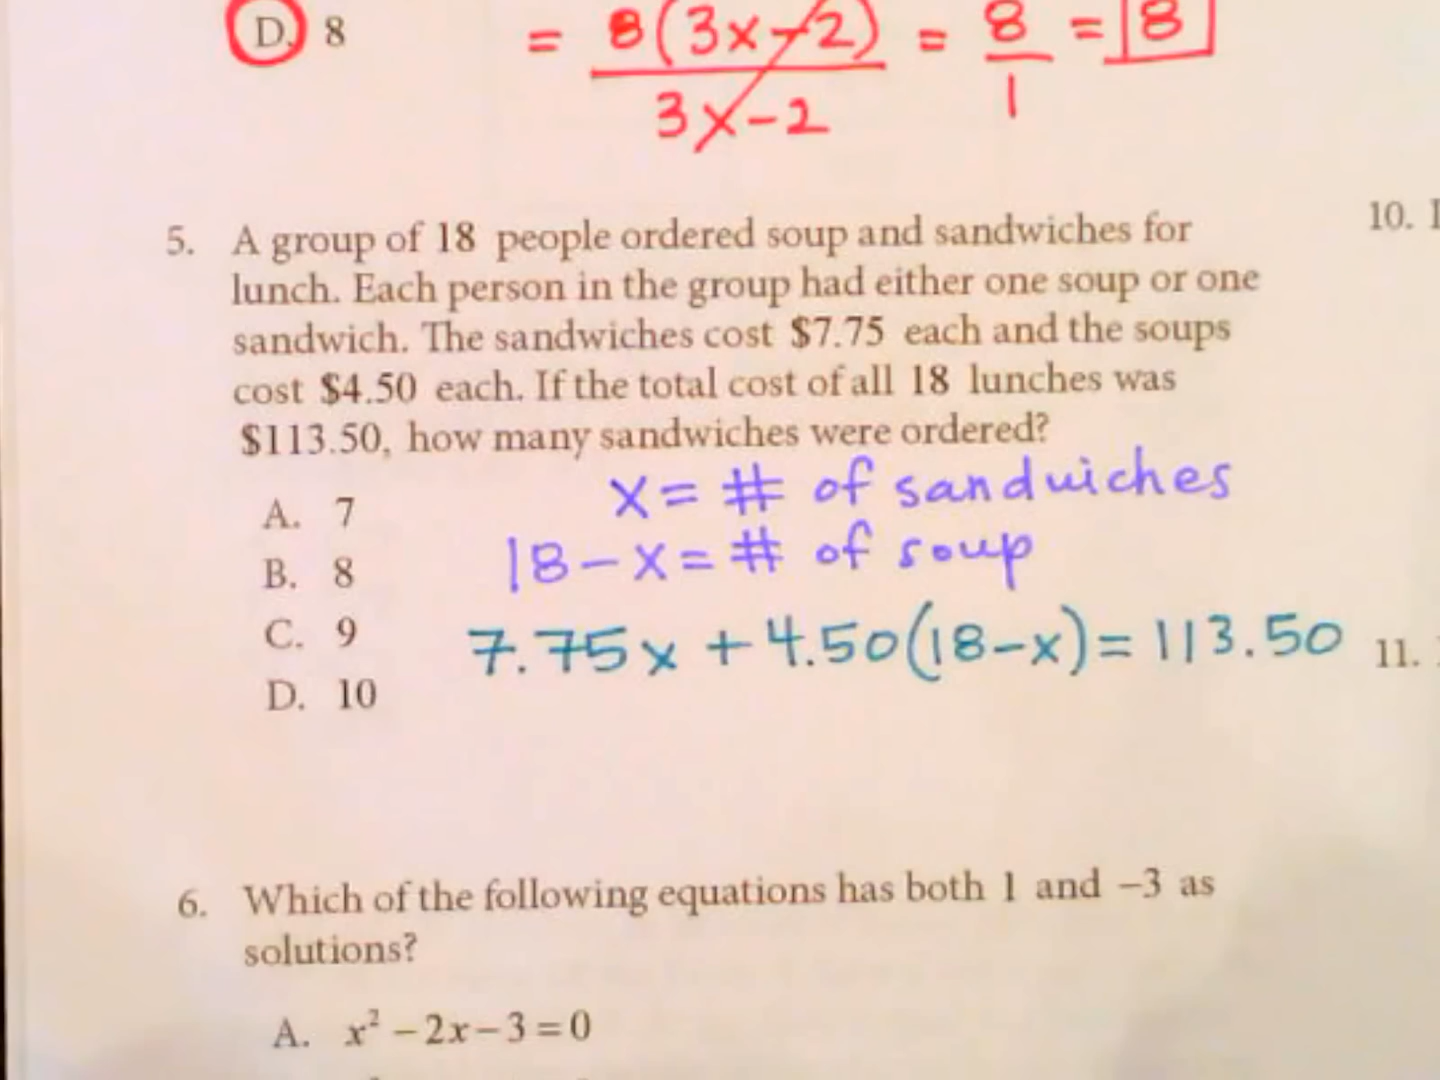 D. 8
= 8(3x-2) / 3x-2 = 8/1 = 8
5. A group of 18 people ordered soup and sandwiches for
lunch. Each person in the group had either one soup or one
sandwich. The sandwiches cost $7.75 each and the soups
cost $4.50 each. If the total cost of all 18 lunches was
$113.50, how many sandwiches were ordered?
x = # of sandwiches
18-x = # of soup
7.75x + 4.50(18-x) = 113.50
A. 7
B. 8
C. 9
D. 10
6. Which of the following equations has both 1 and −3 as
solutions?
A. x² − 2x − 3 = 0
10.
11.